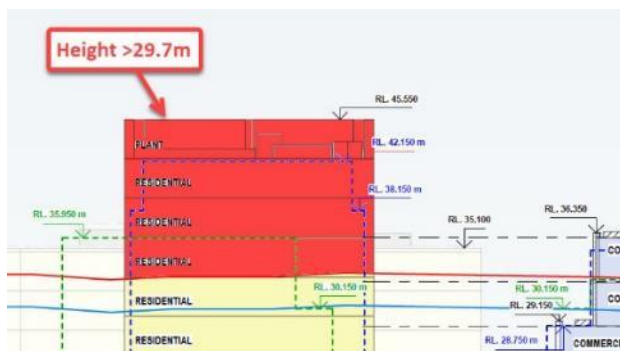 Height >29.7m
RL. 45.550
PLANT
RL. 42.150 m
RESIDENTIAL
RL. 38.150 m
RESIDENTIAL
RL. 35.950 m
RL. 35.100
RL. 36.350
CO
RESIDENTIAL
RL. 30.150 m
RL. 30.150 m
CO
RESIDENTIAL
RL. 29.150
RESIDENTIAL
RL. 28.750 m
COMMERC